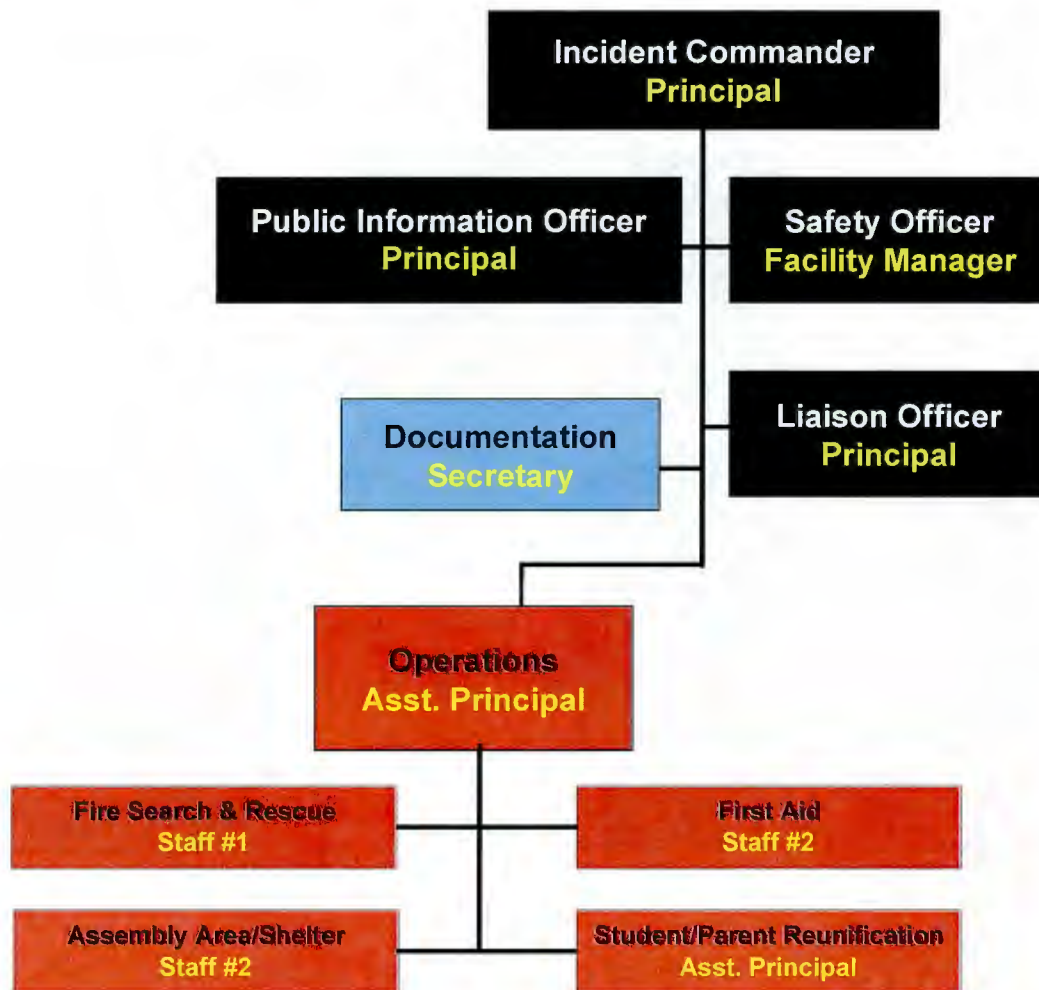 Incident Commander
Principal
Public Information Officer
Principal
Safety Officer
Facility Manager
Liaison Officer
Principal
Documentation
Secretary
Operations
Asst. Principal
Fire Search & Rescue
Staff #1
First Aid
Staff #2
Assembly Area/Shelter
Staff #2
Student/Parent Reunification
Asst. Principal